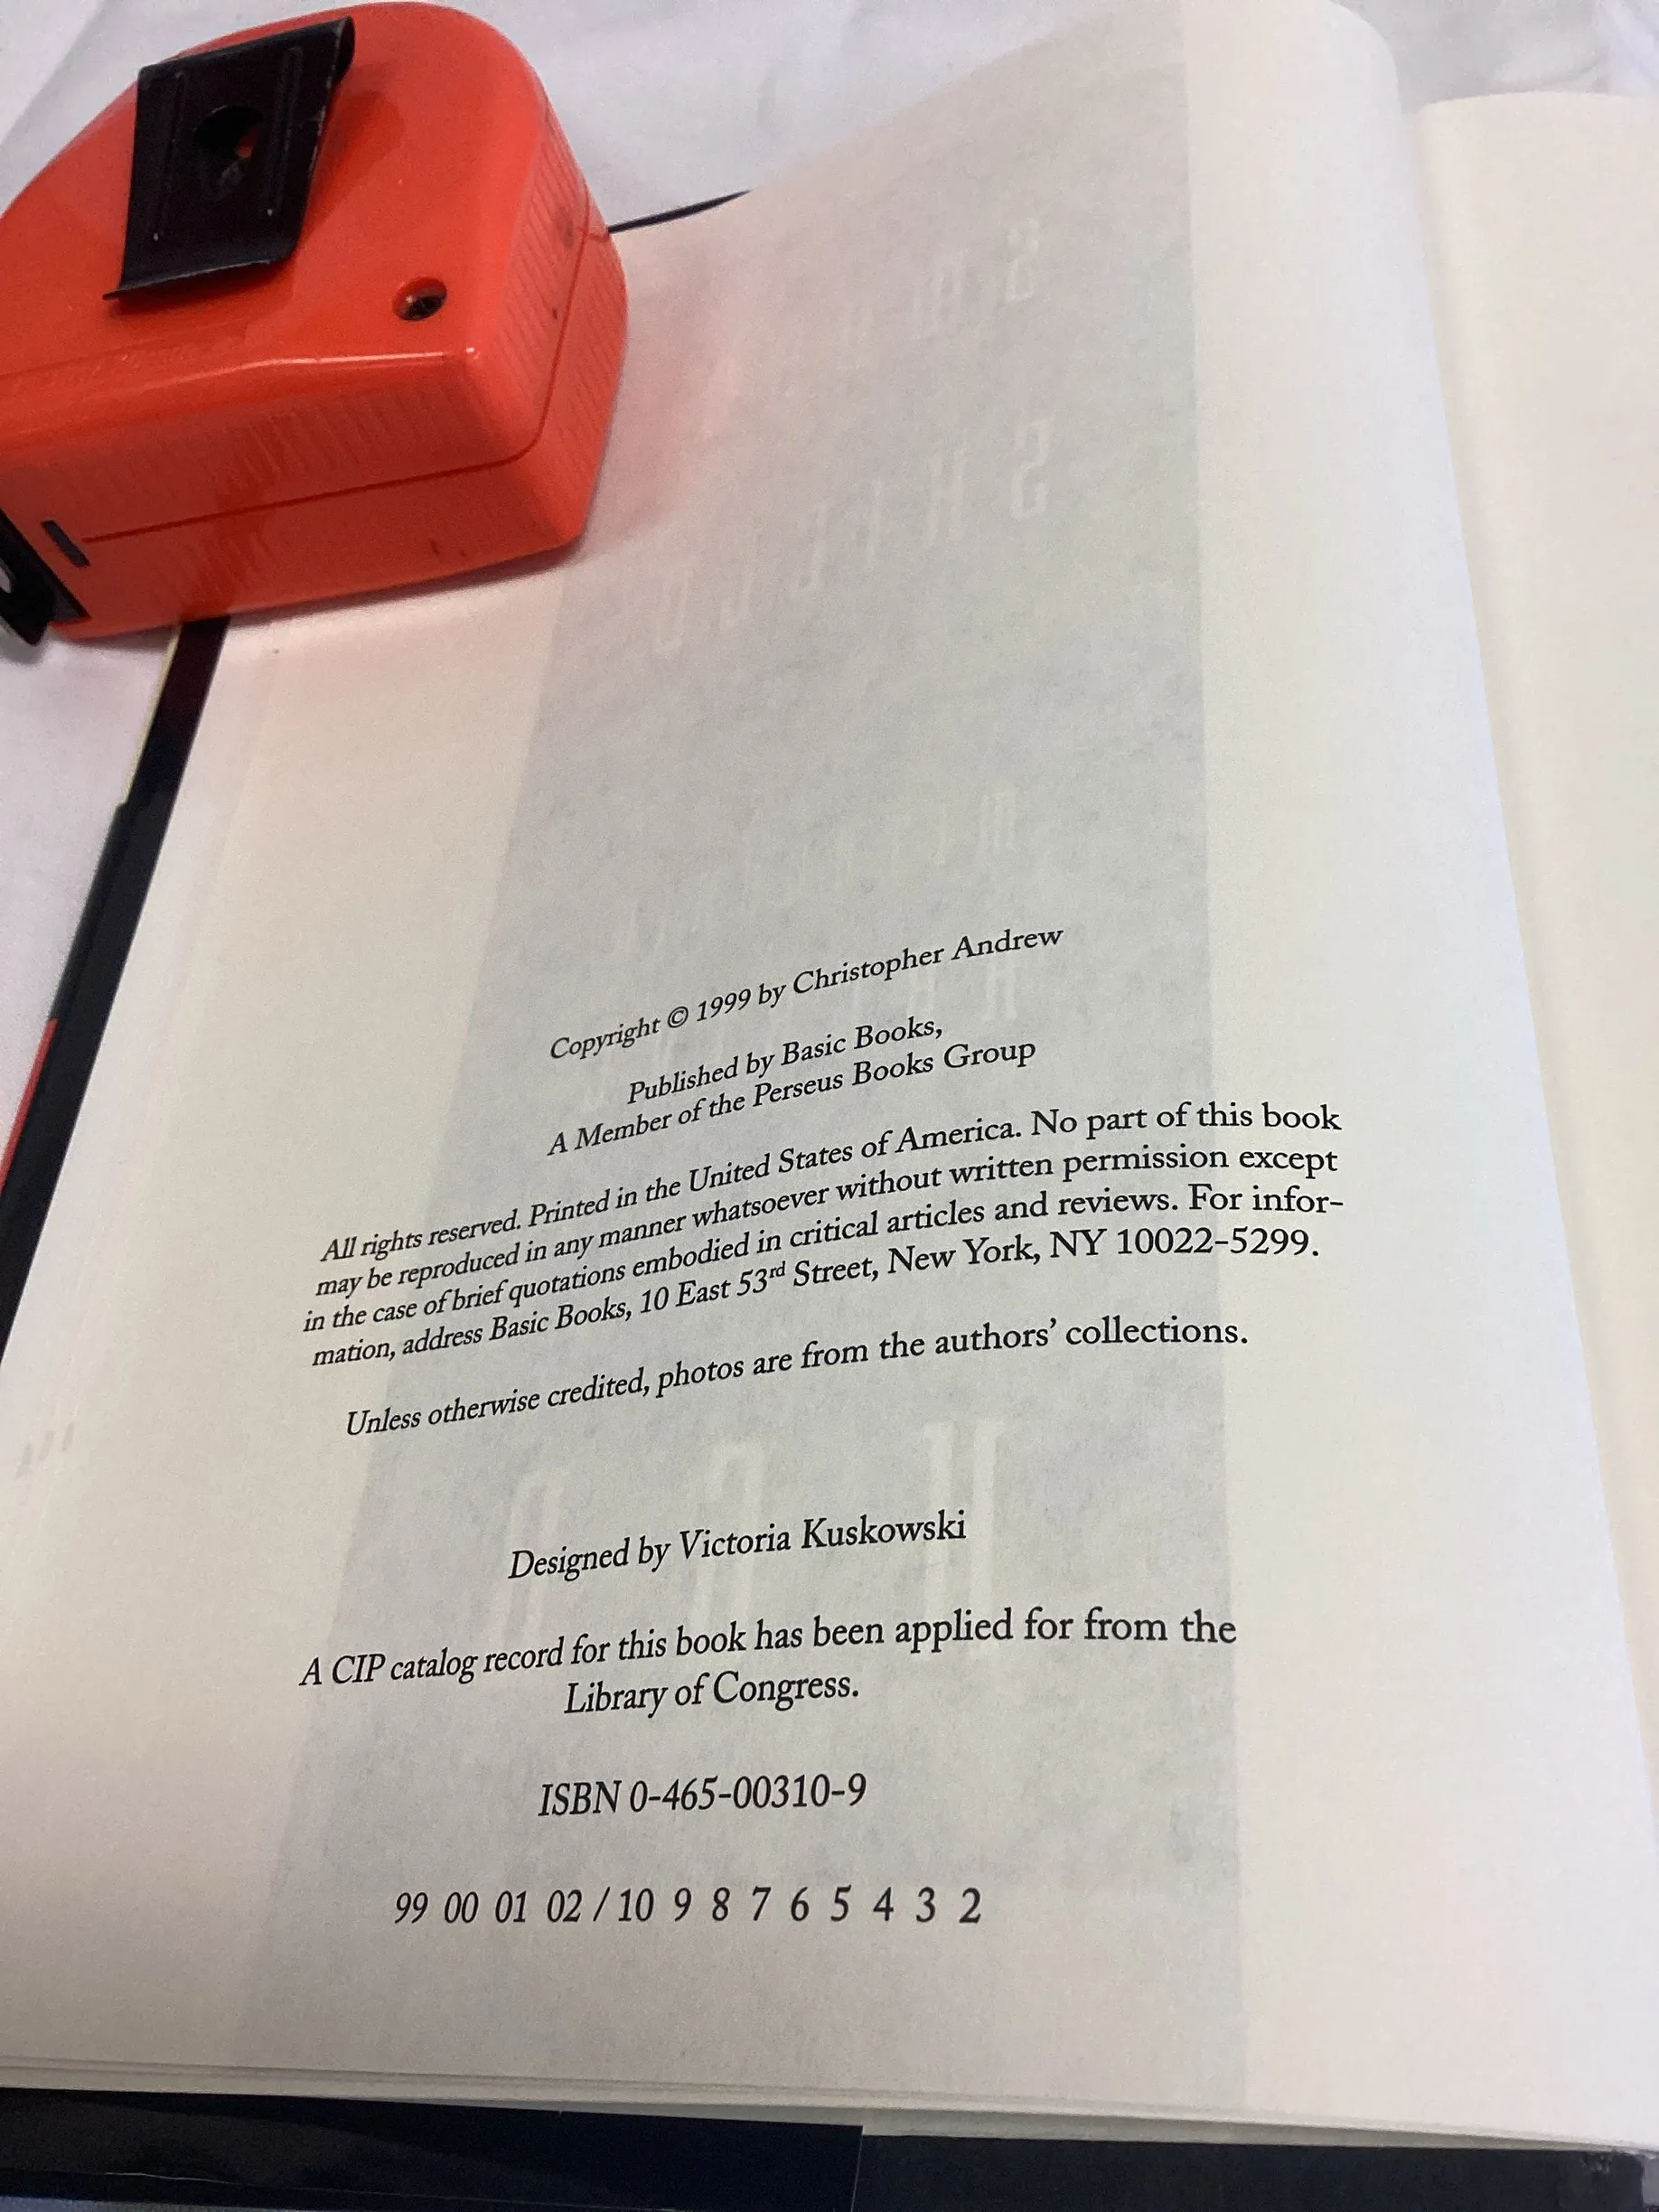 Copyright © 1999 by Christopher Andrew
Published by Basic Books,
A Member of the Perseus Books Group
All rights reserved. Printed in the United States of America. No part of this book
may be reproduced in any manner whatsoever without written permission except
in the case of brief quotations embodied in critical articles and reviews. For infor-
mation, address Basic Books, 10 East 53rd Street, New York, NY 10022-5299.
Unless otherwise credited, photos are from the authors’ collections.
Designed by Victoria Kuskowski
A CIP catalog record for this book has been applied for from the
Library of Congress.
ISBN 0-465-00310-9
99 00 01 02 / 10 9 8 7 6 5 4 3 2